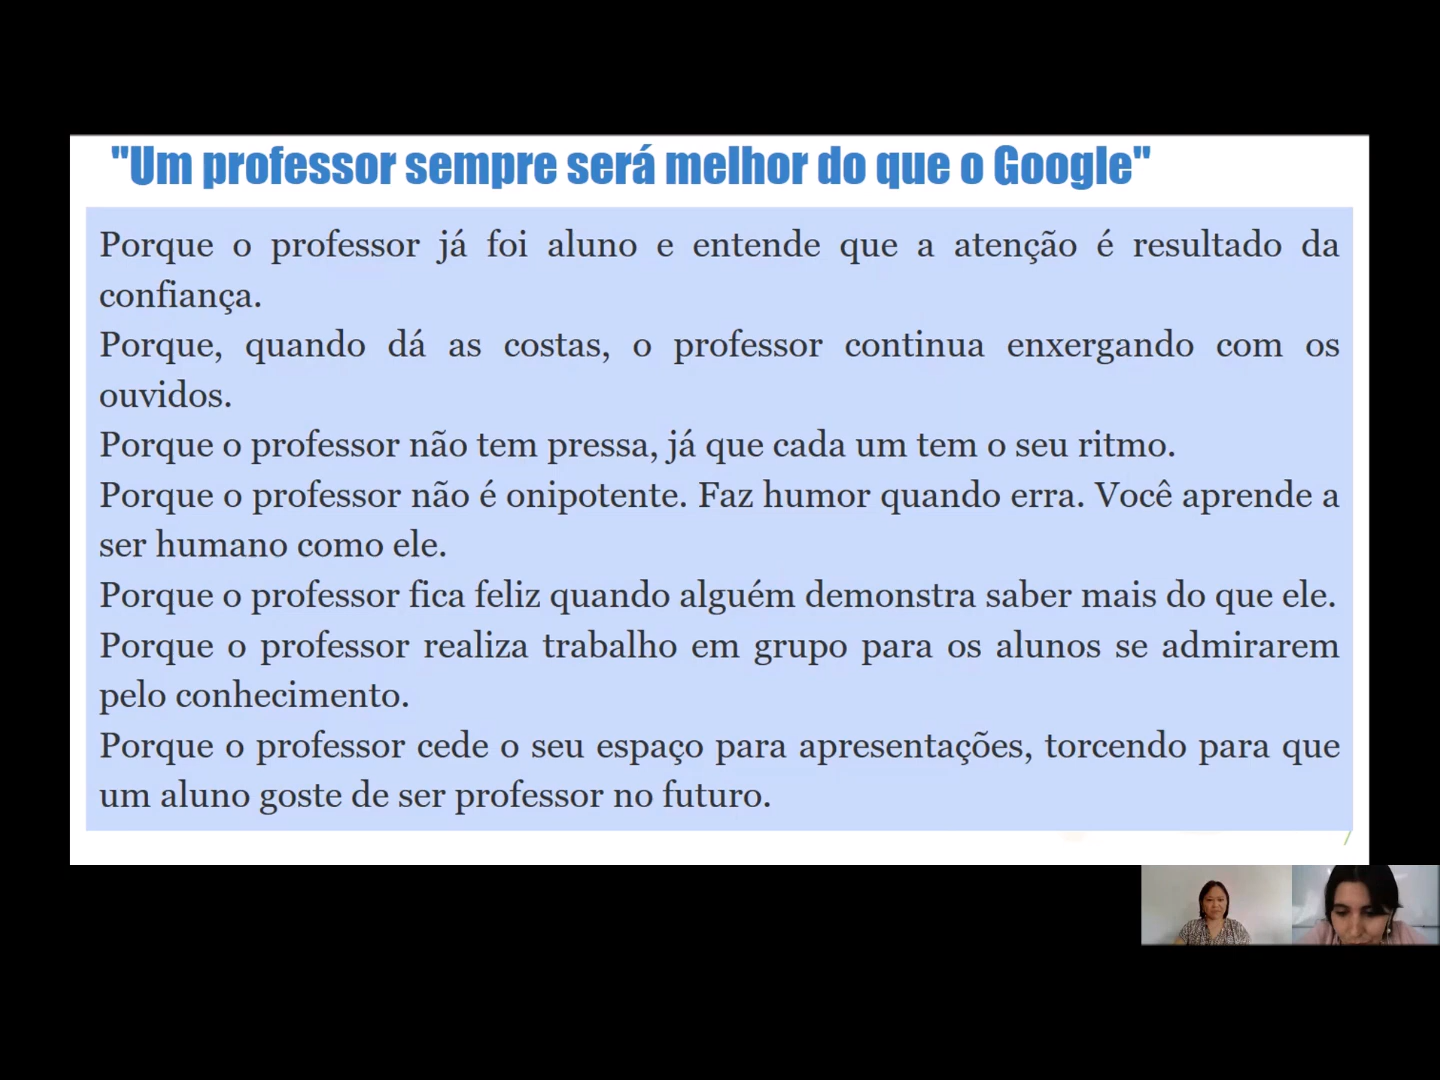 "Um professor sempre será melhor do que o Google"
Porque o professor já foi aluno e entende que a atenção é resultado da
confiança.
Porque, quando dá as costas, o professor continua enxergando com os
ouvidos.
Porque o professor não tem pressa, já que cada um tem o seu ritmo.
Porque o professor não é onipotente. Faz humor quando erra. Você aprende a
ser humano como ele.
Porque o professor fica feliz quando alguém demonstra saber mais do que ele.
Porque o professor realiza trabalho em grupo para os alunos se admirarem
pelo conhecimento.
Porque o professor cede o seu espaço para apresentações, torcendo para que
um aluno goste de ser professor no futuro.